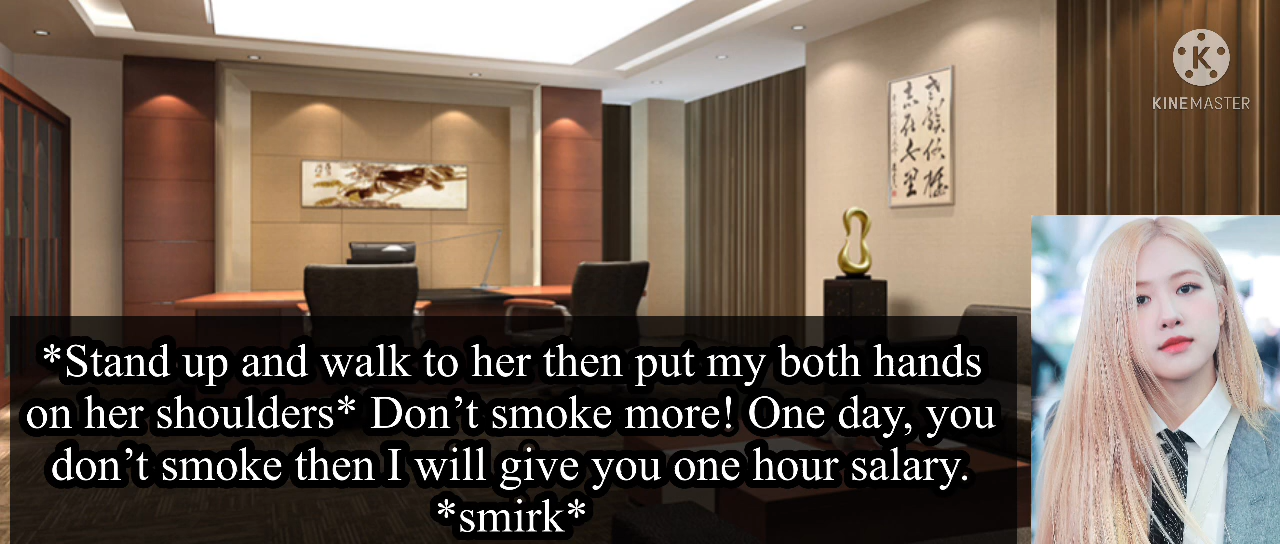 KINEMASTER
*Stand up and walk to her then put my both hands
on her shoulders* Don’t smoke more! One day, you
don’t smoke then I will give you one hour salary.
*smirk*